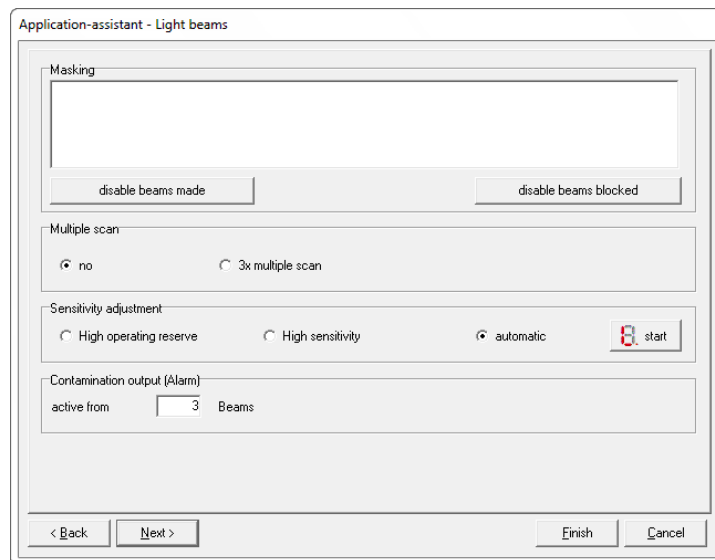 Application-assistant - Light beams
Masking
disable beams made disable beams blocked
Multiple scan
no 3x multiple scan
Sensitivity adjustment
High operating reserve High sensitivity automatic start
Contamination output (Alarm)
active from 3 Beams
< Back Next > Finish Cancel